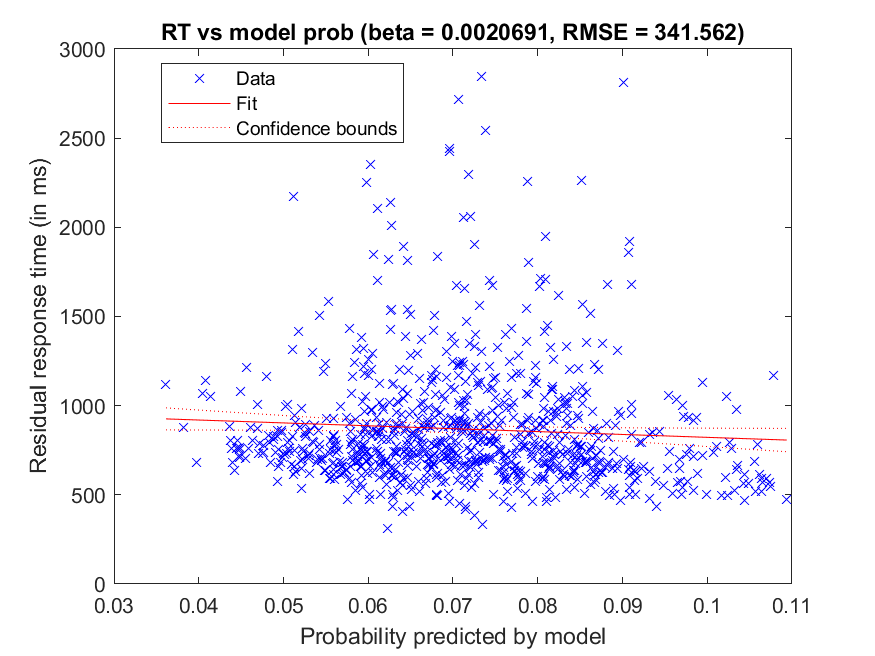 RT vs model prob (beta = 0.0020691, RMSE = 341.562)
3000
2500
2000
1500
1000
500
0
Residual response time (in ms)
Data
Fit
Confidence bounds
0.03 0.04 0.05 0.06 0.07 0.08 0.09 0.1 0.11
Probability predicted by model